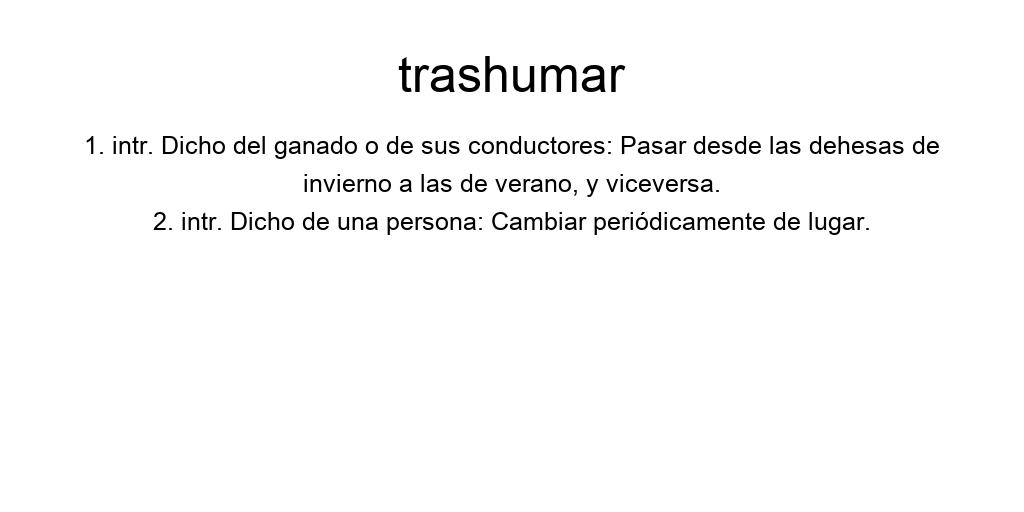 trashumar
1. intr. Dicho del ganado o de sus conductores: Pasar desde las dehesas de
invierno a las de verano, y viceversa.
2. intr. Dicho de una persona: Cambiar periódicamente de lugar.